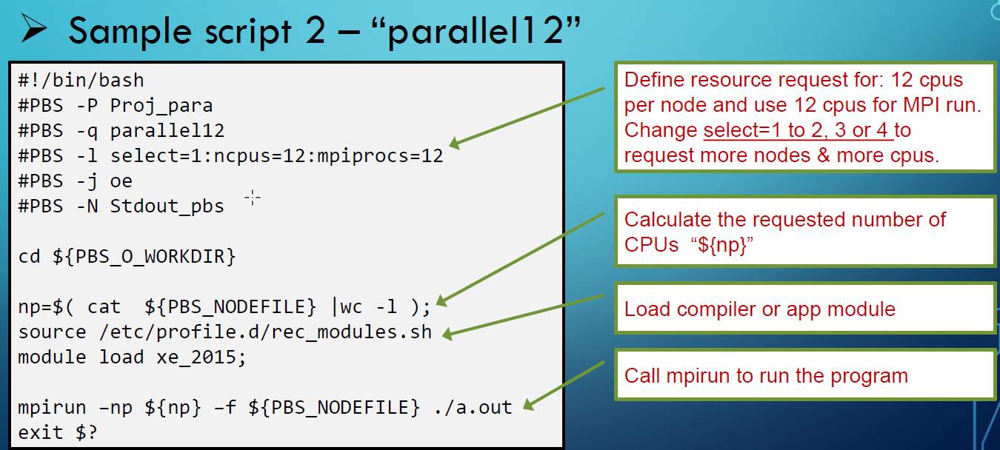 Sample script 2 – “parallel12”
#!/bin/bash
#PBS -P Proj_para
#PBS -q parallel12
#PBS -l select=1:ncpus=12:mpiprocs=12
#PBS -j oe
#PBS -N Stdout_pbs
cd ${PBS_O_WORKDIR}
np=$( cat  ${PBS_NODEFILE} |wc -l );
source /etc/profile.d/rec_modules.sh
module load xe_2015;
mpirun –np ${np} –f ${PBS_NODEFILE} ./a.out
exit $?
Define resource request for: 12 cpus
per node and use 12 cpus for MPI run.
Change select=1 to 2, 3 or 4 to
request more nodes & more cpus.
Calculate the requested number of
CPUs  “${np}”
Load compiler or app module
Call mpirun to run the program